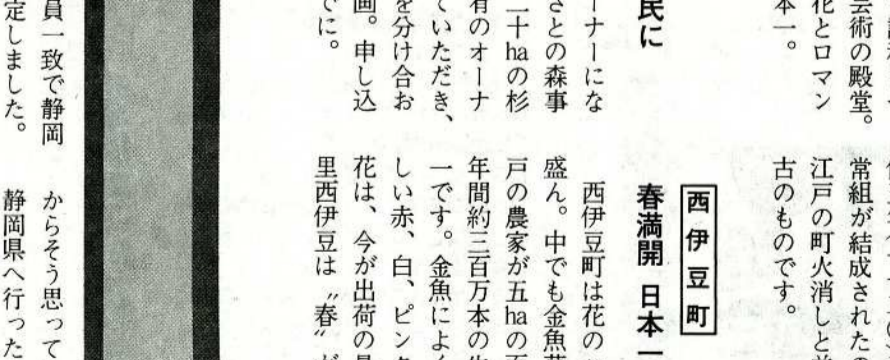 芸術の殿堂。
花とロマン
本一。
民に
ーナーにな
さとの森事
二十haの杉
有のオーナ
ていただき、
を分け合お
画。申し込
でに。
常組が結成されたの
江戸の町火消しと
古のものです。
西伊豆町
春満開 日本一
西伊豆町は花の
盛ん。中でも金魚草
戸の農家が五haの
年間約三百万本の
一です。金魚によく
しい赤、白、ピンク
花は、今が出荷の最
里西伊豆は〝春〟が
員一致で静岡
定しました。
からそう思って
静岡県へ行った